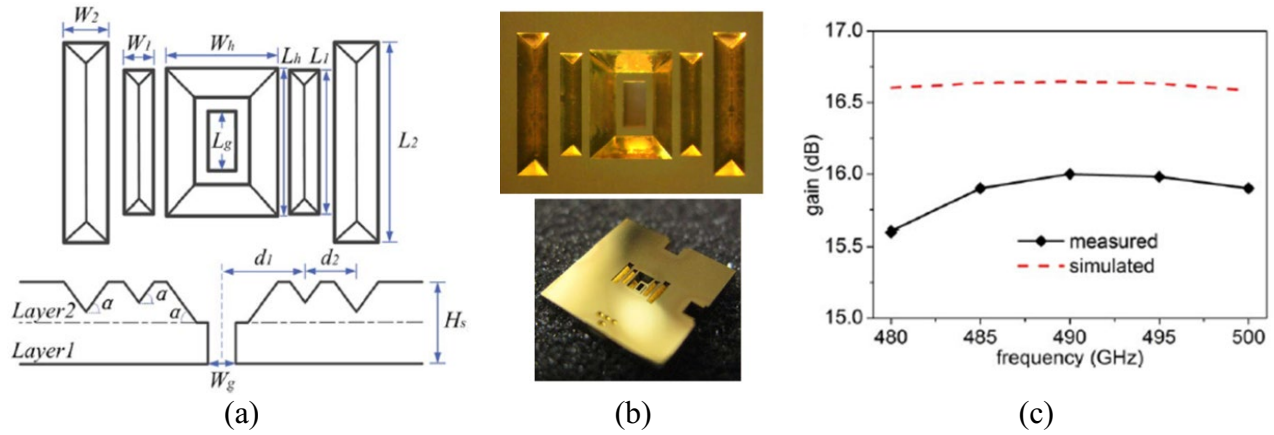 W2
W1
Wh
Lh
L1
Lg
L2
d1
d2
α
α
α
Layer2
Hs
Layer1
Wg
(a)
(b)
17.0
16.5
16.0
15.5
15.0
gain (dB)
measured
simulated
480 485 490 495 500
frequency (GHz)
(c)